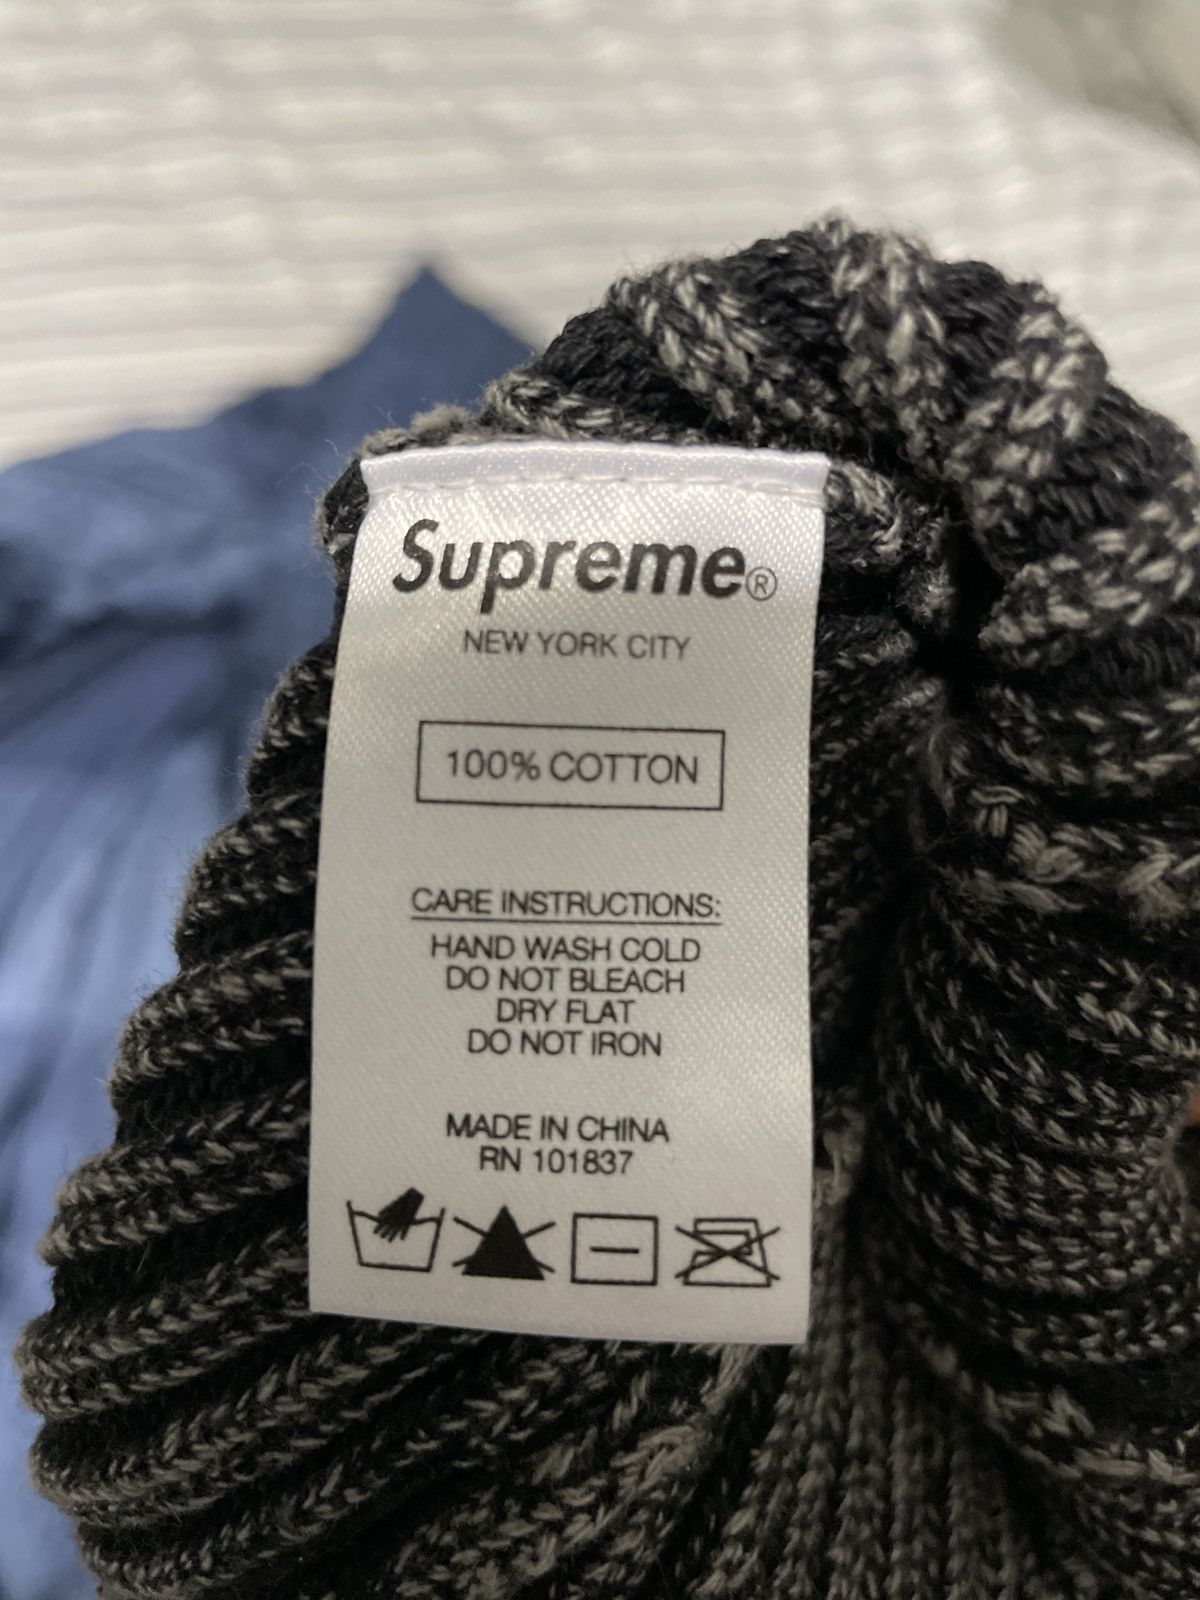 Supreme®
NEW YORK CITY
100% COTTON
CARE INSTRUCTIONS:
HAND WASH COLD
DO NOT BLEACH
DRY FLAT
DO NOT IRON
MADE IN CHINA
RN 101837